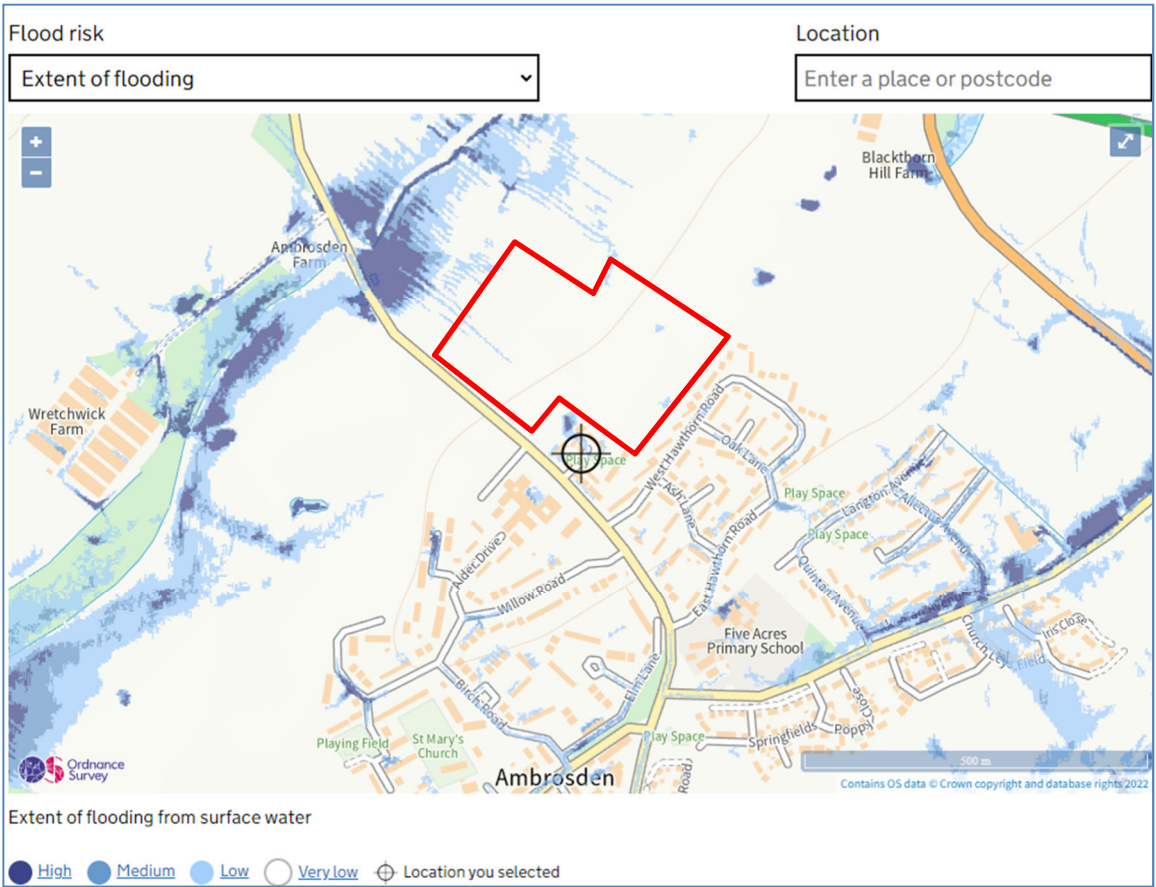 Flood risk
Location
Extent of flooding
Enter a place or postcode
+
−
Blackthorn
Hill Farm
Ambrosden
Farm
Wretchwick
Farm
West Hawthorn Road
Oak Lane
Play Space
Ash Lane
Play Space
Langton Avenue
Allectus Avenue
Play Space
East Hawthorn Road
Alder Drive
Willow Road
Quintan Avenue
Five Acres
Primary School
Church Ley Field
Iris Close
Elm Lane
Birch Road
Poppy Close
Springfields
Play Space
Playing Field
St Mary's
Church
Road
Ambrosden
500 m
Ordnance
Survey
Contains OS data © Crown copyright and database rights 2022
Extent of flooding from surface water
High
Medium
Low
Very low
Location you selected